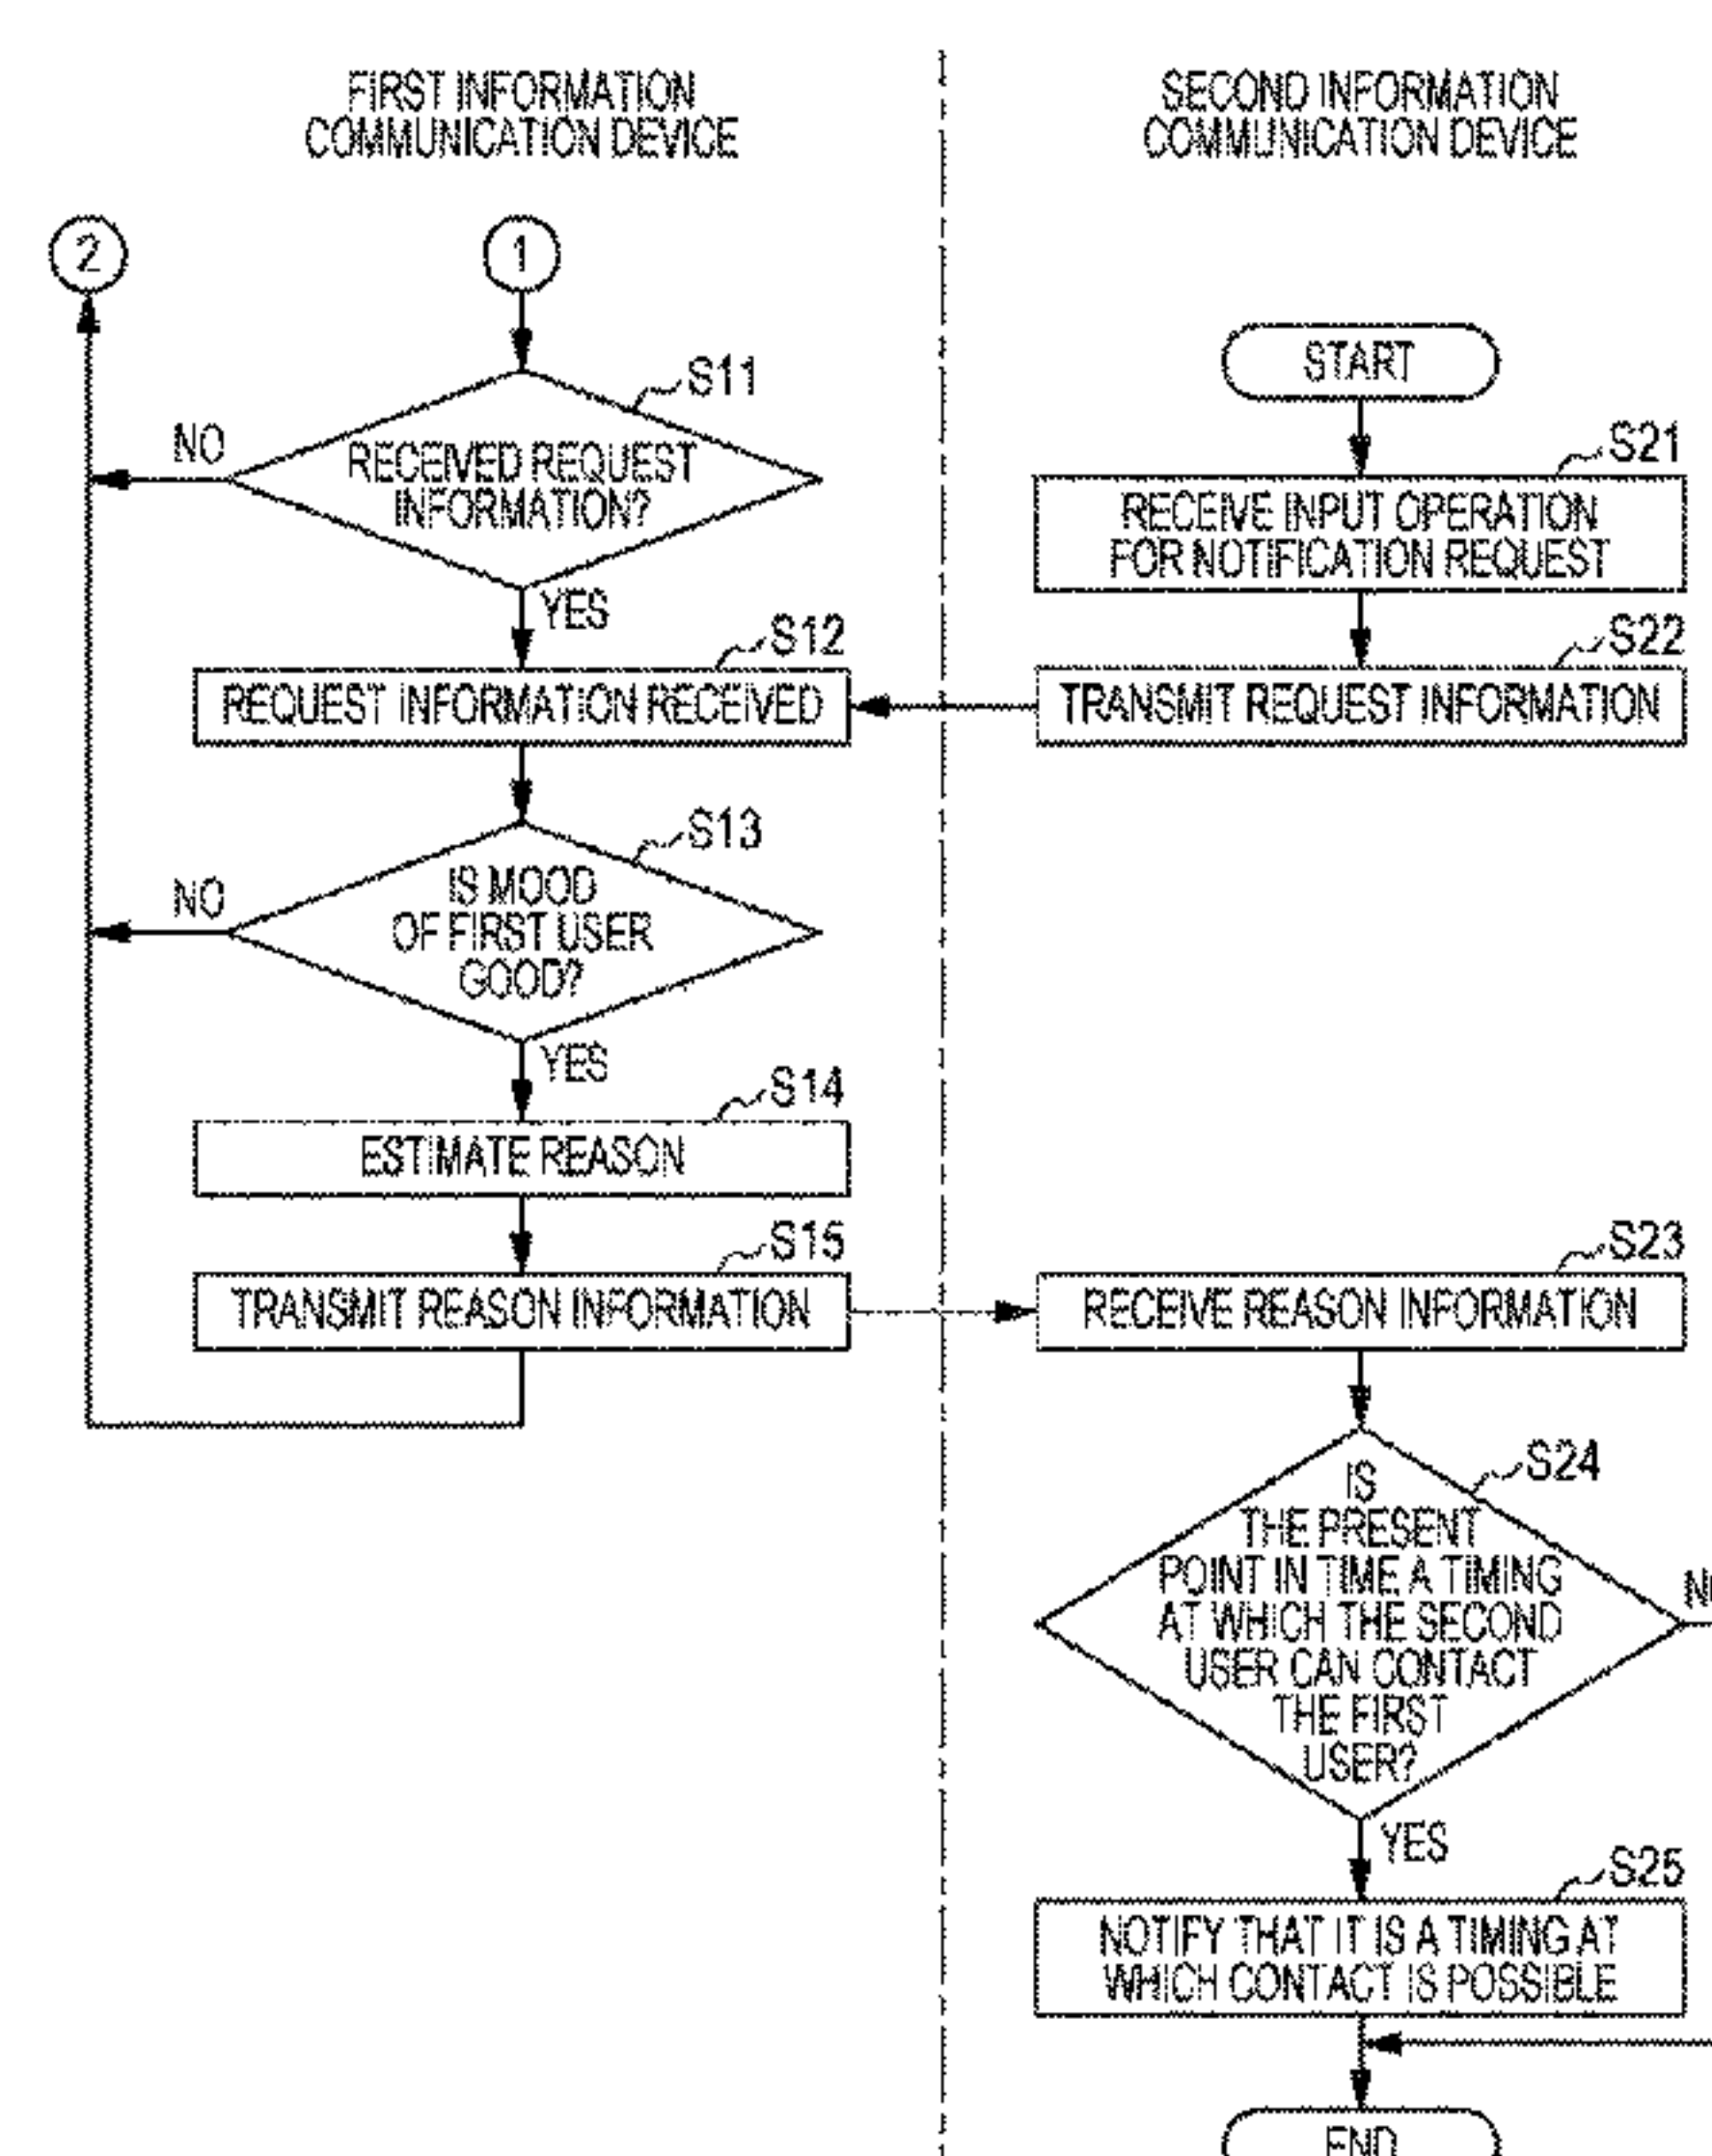 FIRST INFORMATION
COMMUNICATION DEVICE
SECOND INFORMATION
COMMUNICATION DEVICE
2
1
S11
NO
RECEIVED REQUEST
INFORMATION?
YES
S12
REQUEST INFORMATION RECEIVED
S13
NO
IS MOOD
OF FIRST USER
GOOD?
YES
S14
ESTIMATE REASON
S15
TRANSMIT REASON INFORMATION
START
S21
RECEIVE INPUT OPERATION
FOR NOTIFICATION REQUEST
S22
TRANSMIT REQUEST INFORMATION
S23
RECEIVE REASON INFORMATION
S24
IS
THE PRESENT
POINT IN TIME A TIMING
AT WHICH THE SECOND
USER CAN CONTACT
THE FIRST
USER?
YES
S25
NOTIFY THAT IT IS A TIMING AT
WHICH CONTACT IS POSSIBLE
END